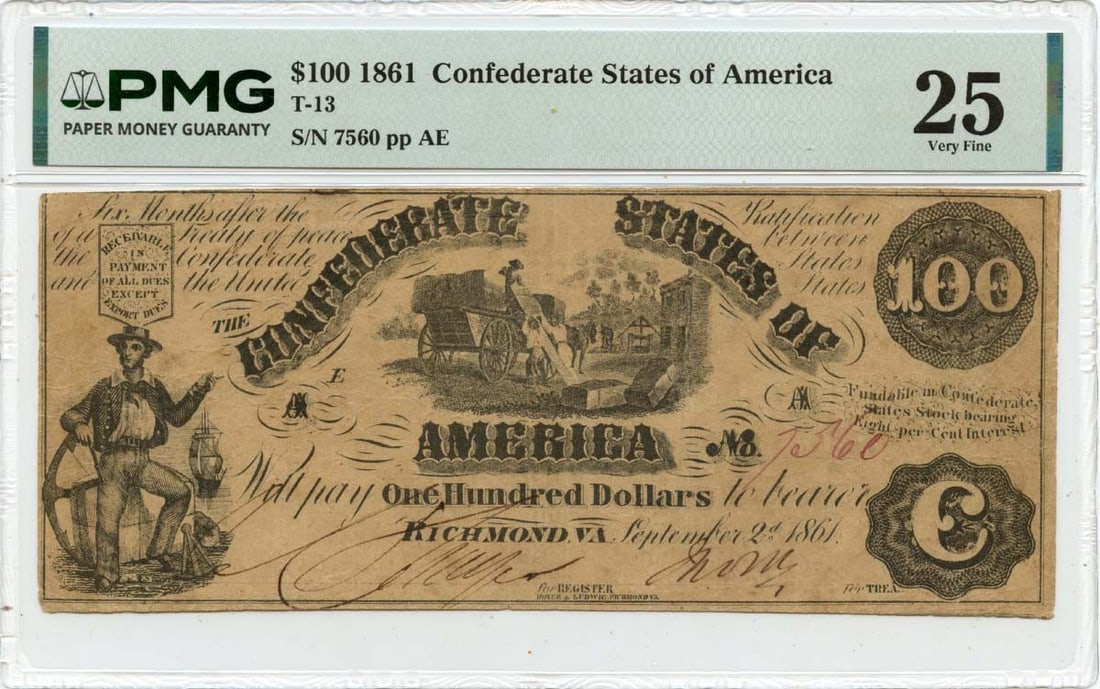 PMG
PAPER MONEY GUARANTY
$100 1861 Confederate States of America
T-13
S/N 7560 pp AE
25
Very Fine
Six Months after the Ratification
of a Treaty of peace between
the Confederate States
and the United States
RECEIVABLE
IN
PAYMENT
OF ALL DUES
EXCEPT
EXPORT DUES
THE
CONFEDERATE STATES OF
AMERICA
100
E
A
A
Fundable in Confederate
States Stock bearing
Eight-per-Cent Interest
No. 7560
Will pay One Hundred Dollars to bearer
RICHMOND, VA September 2d 1861.
C
for REGISTER
HOYER & LUDWIG, RICHMOND VA.
for TREA.